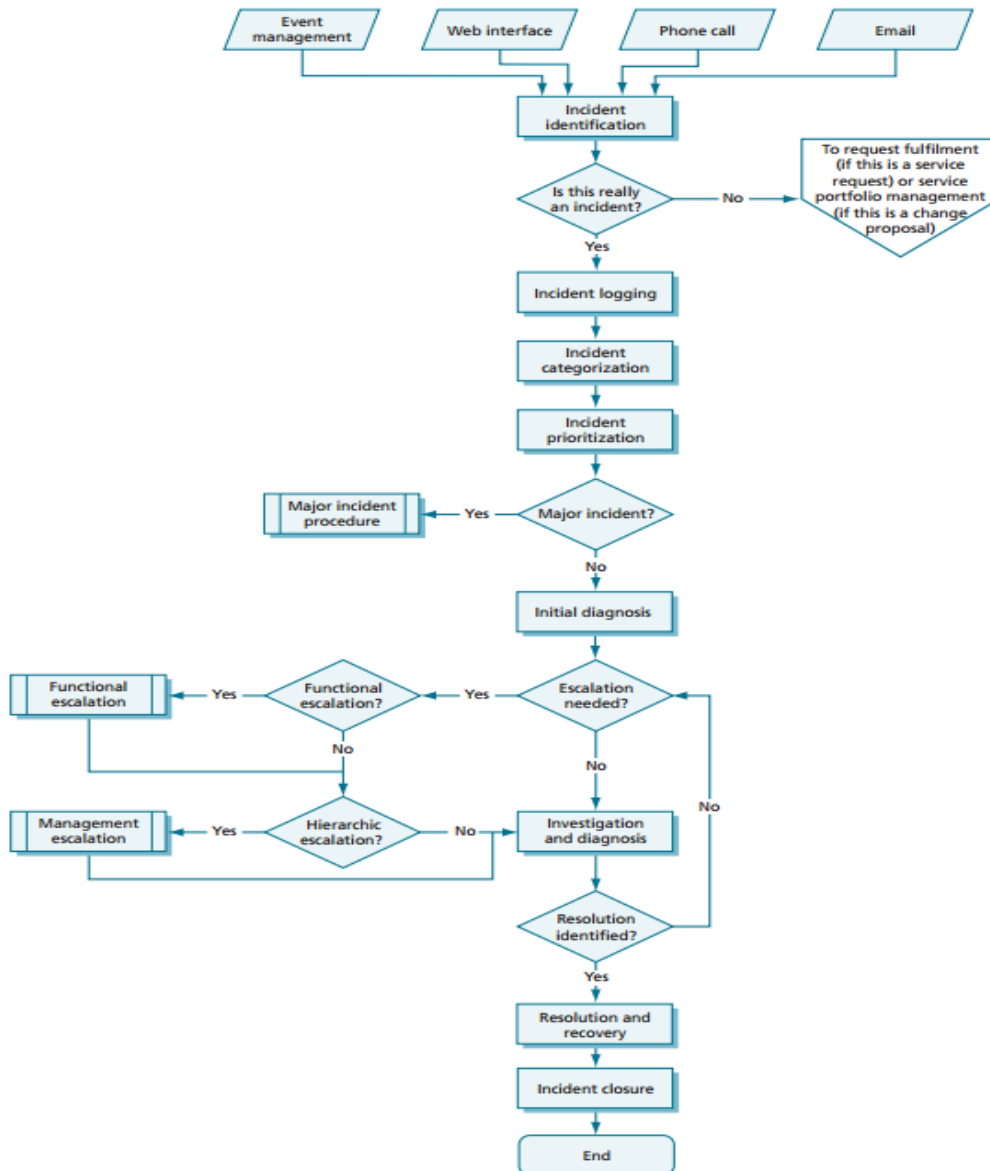 Event
management
Web interface
Phone call
Email
Incident
identification
To request fulfilment
(if this is a service
request) or service
portfolio management
(if this is a change
proposal)
Is this really
an incident?
No
Yes
Incident logging
Incident
categorization
Incident
prioritization
Major incident
procedure
Yes
Major incident?
No
Initial diagnosis
Functional
escalation
Yes
Functional
escalation?
Yes
Escalation
needed?
No
No
No
Management
escalation
Yes
Hierarchic
escalation?
No
Investigation
and diagnosis
Resolution
identified?
Yes
Resolution and
recovery
Incident closure
End